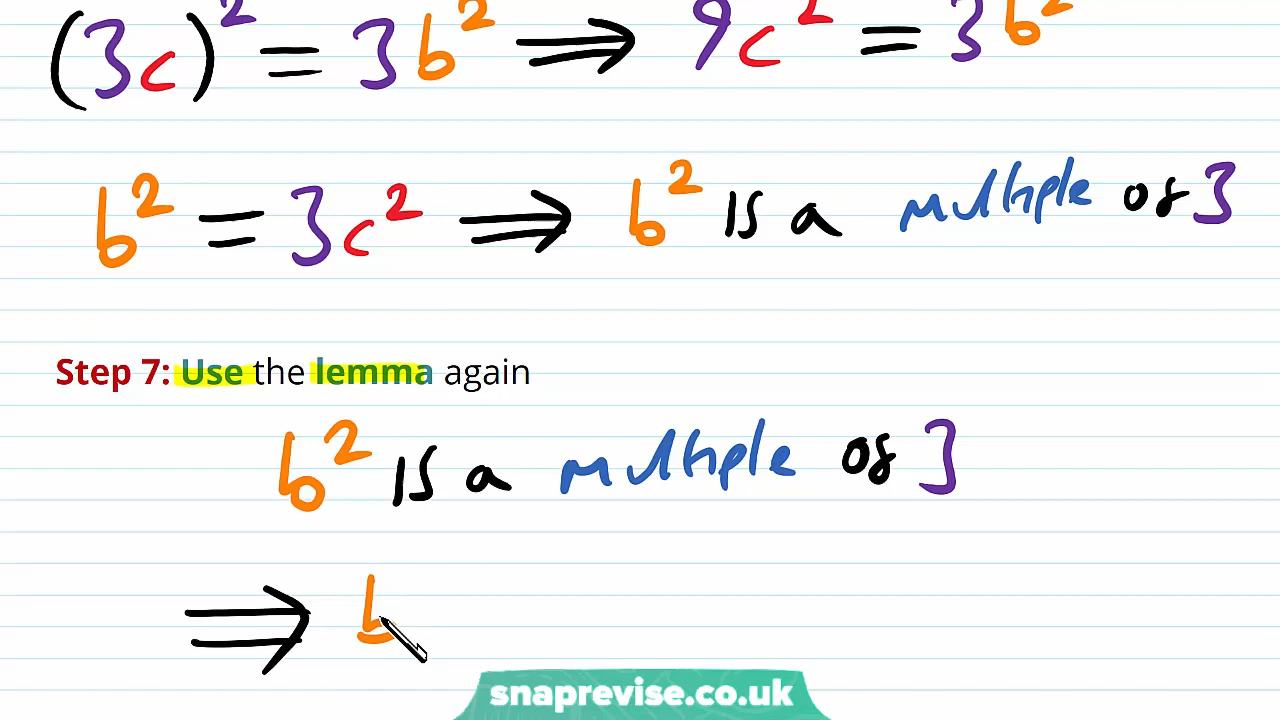 (3c)² = 3b² ⟹ 9c² = 3b²
b² = 3c² ⟹ b² is a multiple of 3
Step 7: Use the lemma again
b² is a multiple of 3
⟹ b
snaprevise.co.uk